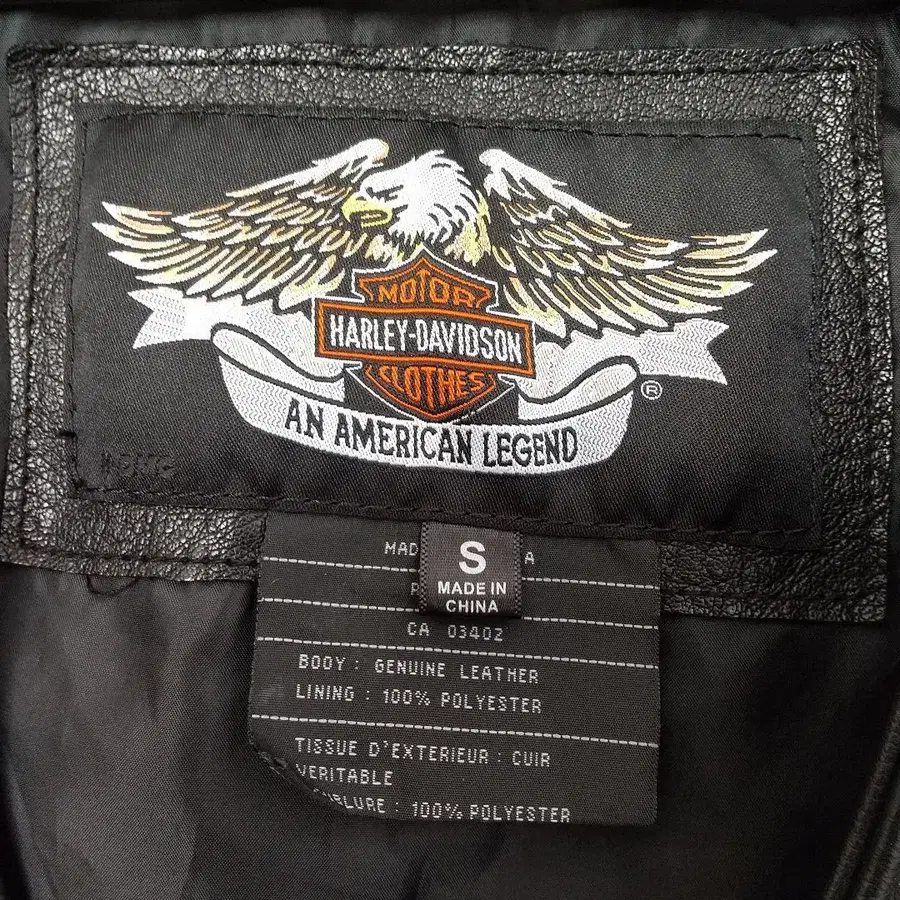 MOTOR
HARLEY-DAVIDSON
CLOTHES
®
AN AMERICAN LEGEND
S
MADE IN
CHINA
CA 03402
BODY : GENUINE LEATHER
LINING : 100% POLYESTER
TISSUE D'EXTERIEUR : CUIR
VERITABLE
100% POLYESTER